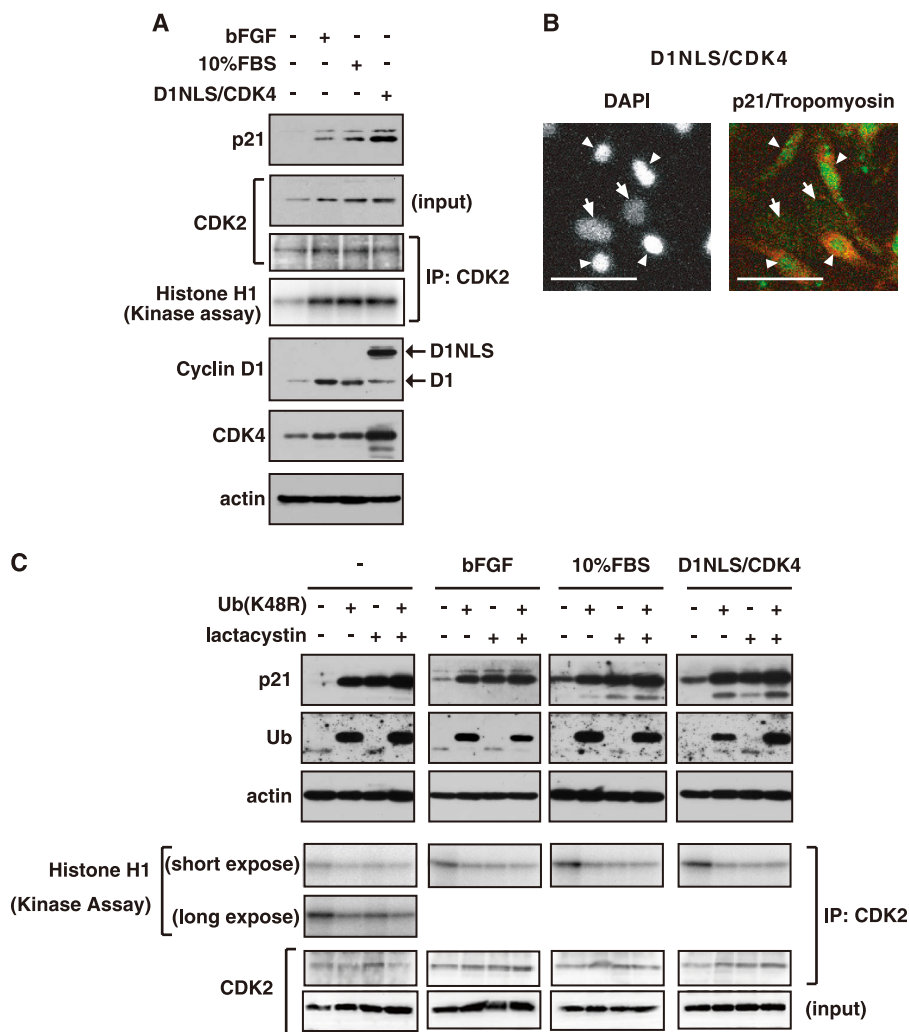 A
bFGF - + - -
10%FBS - - + -
D1NLS/CDK4 - - - +
p21
CDK2
(input)
IP: CDK2
Histone H1
(Kinase assay)
Cyclin D1
D1NLS
D1
CDK4
actin
B
D1NLS/CDK4
DAPI
p21/Tropomyosin
C
- bFGF 10%FBS D1NLS/CDK4
Ub(K48R) - + - + - + - + - + - + - + - +
lactacystin - - + + - - + + - - + + - - + +
p21
Ub
actin
Histone H1
(Kinase Assay)
(short expose)
(long expose)
IP: CDK2
CDK2
(input)